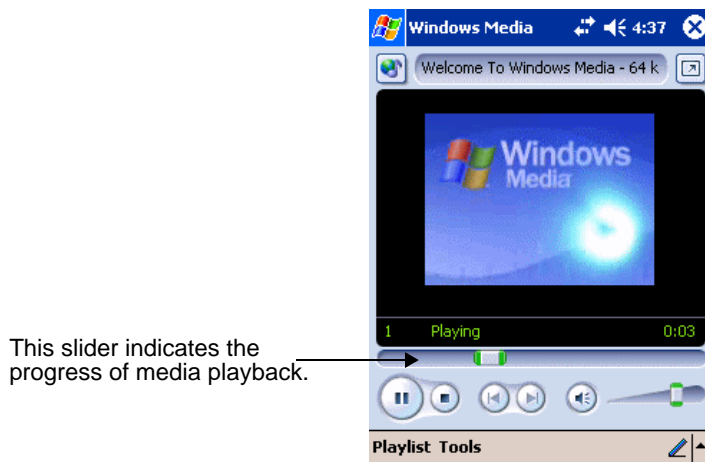 Windows Media 4:37
Welcome To Windows Media - 64 k
Windows
Media
1 Playing 0:03
This slider indicates the
progress of media playback.
Playlist Tools